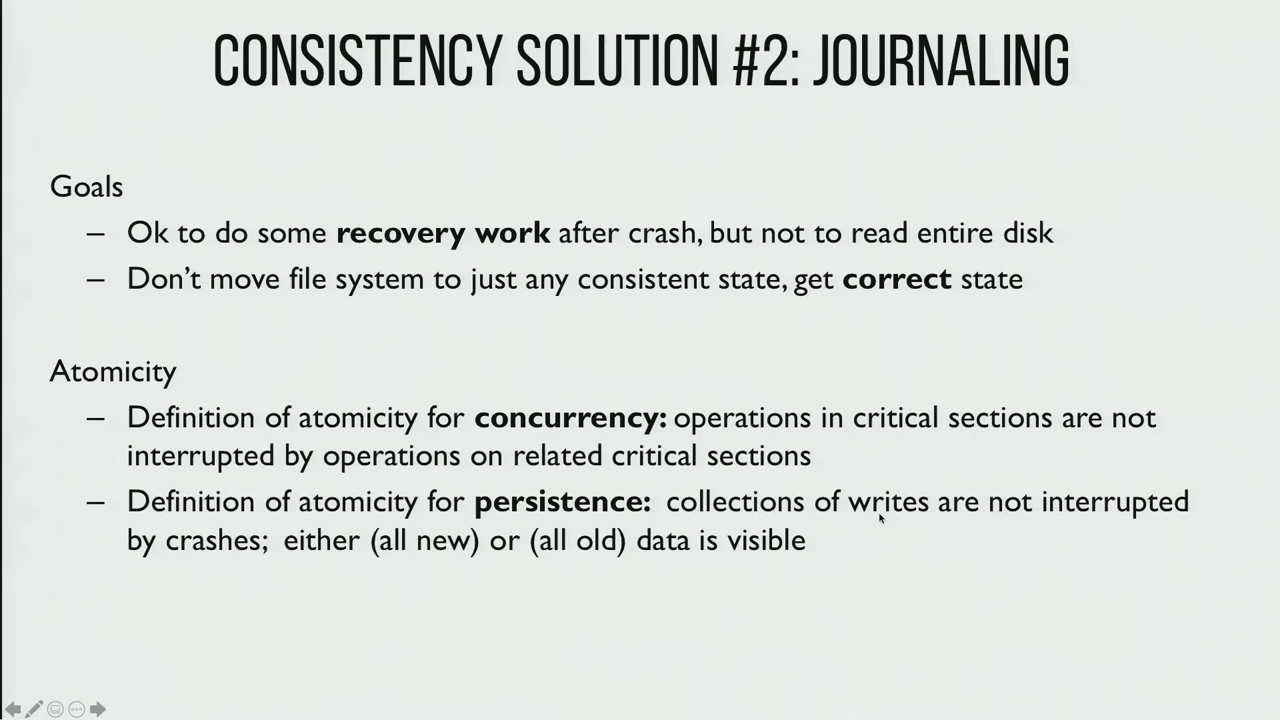 CONSISTENCY SOLUTION #2: JOURNALING
Goals
– Ok to do some recovery work after crash, but not to read entire disk
– Don’t move file system to just any consistent state, get correct state
Atomicity
– Definition of atomicity for concurrency: operations in critical sections are not
interrupted by operations on related critical sections
– Definition of atomicity for persistence: collections of writes are not interrupted
by crashes; either (all new) or (all old) data is visible